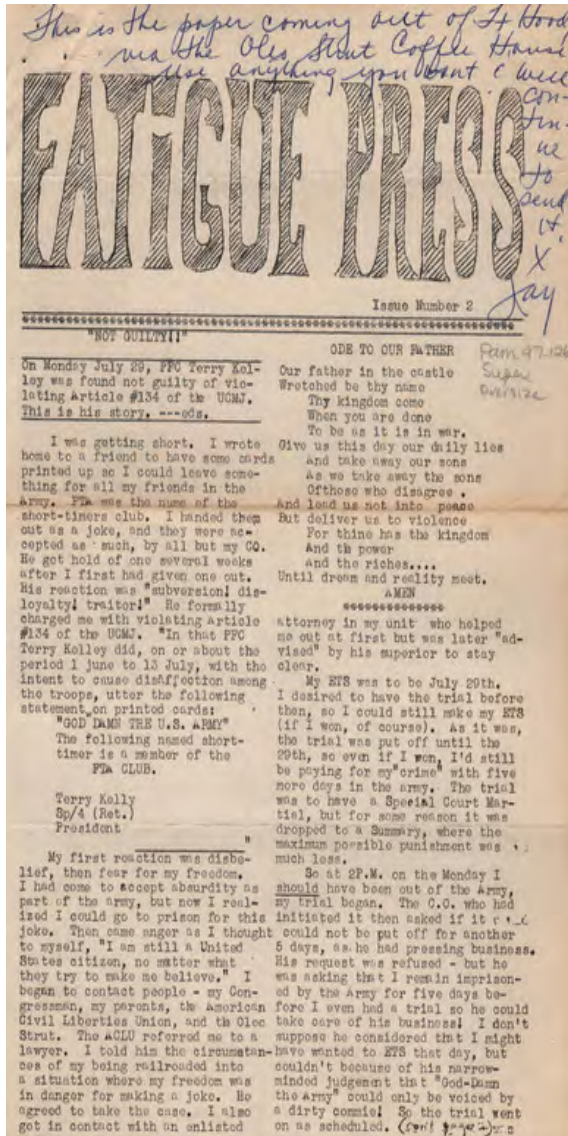 This is the paper coming out of Ft Hood
via the Oleo Strut Coffee House
Use anything you want I will
con-
tin-
ue
to
send
it.
X
Jay
FATIGUE PRESS
Issue Number 2
"NOT GUILTY!!"
On Monday July 29, PFC Terry Kel-
ley was found not guilty of vio-
lating Article #134 of the UCMJ.
This is his story. ---eds.
I was getting short. I wrote
home to a friend to have some cards
printed up so I could leave some-
thing for all my friends in the
Army. FTA was the name of the
short-timers club. I handed them
out as a joke, and they were ac-
cepted as such, by all but my CO.
He got hold of one several weeks
after I first had given one out.
His reaction was "subversion! dis-
loyalty! traitor!" He formally
charged me with violating Article
#134 of the UCMJ. "In that PFC
Terry Kelley did, on or about the
period 1 june to 13 July, with the
intent to cause disaffection among
the troops, utter the following
statement on printed cards:
"GOD DAMN THE U.S. ARMY"
The following named short-
timer is a member of the
FTA CLUB.
Terry Kelly
Sp/4 (Ret.)
President
"
My first reaction was disbe-
lief, then fear for my freedom.
I had come to accept absurdity as
part of the army, but now I real-
ized I could go to prison for this
joke. Then came anger as I thought
to myself, "I am still a United
States citizen, no matter what
they try to make me believe." I
began to contact people - my Con-
gressman, my parents, the American
Civil Liberties Union, and th Oleo
Strut. The ACLU referred me to a
lawyer. I told him the circumstan-
ces of my being railroaded into
a situation where my freedom was
in danger for making a joke. He
agreed to take the case. I also
got in contact with an enlisted
ODE TO OUR FATHER
Pam 97-126
Super
oversize
Our father in the castle
Wretched be thy name
Thy kingdom come
When you are done
To be as it is in war.
Give us this day our daily lies
And take away our sons
As we take away the sons
Ofthose who disagree .
And lead us not into peace
But deliver us to violence
For thine has the kingdom
And th power
and the riches....
Until dream and reality meet.
AMEN
attorney in my unit who helped
me out at first but was later "ad-
vised" by his superior to stay
clear.
My ETS was to be July 29th.
I desired to have the trial before
then, so I could still make my ETS
(if I won, of course). As it was,
the trial was put off until the
29th, so even if I won, I'd still
be paying for my"crime" with five
more days in the army. The trial
was to have a Special Court Mar-
tial, but for some reason it was
dropped to a Summary, where the
maximum possible punishment was
much less.
So at 2P.M. on the Monday I
should have been out of the Army,
my trial began. The C.O. who had
initiated it then asked if it
could not be put off for another
5 days, as he had pressing business.
His request was refused - but he
was asking that I remain imprison-
ed by the Army for five days be-
fore I even had a trial so he could
take care of his business! I don't
suppose he considered that I might
have wanted to ETS that day, but
couldn't because of his narrow-
minded judgement that "God-Damn
the Army" could only be voiced by
a dirty commie! So the trial went
on as scheduled.